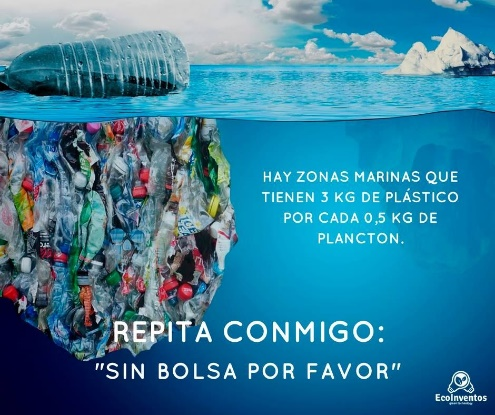 HAY ZONAS MARINAS QUE
TIENEN 3 KG DE PLÁSTICO
POR CADA 0,5 KG DE
PLANCTON.
REPITA CONMIGO:
"SIN BOLSA POR FAVOR"
EcoInventos